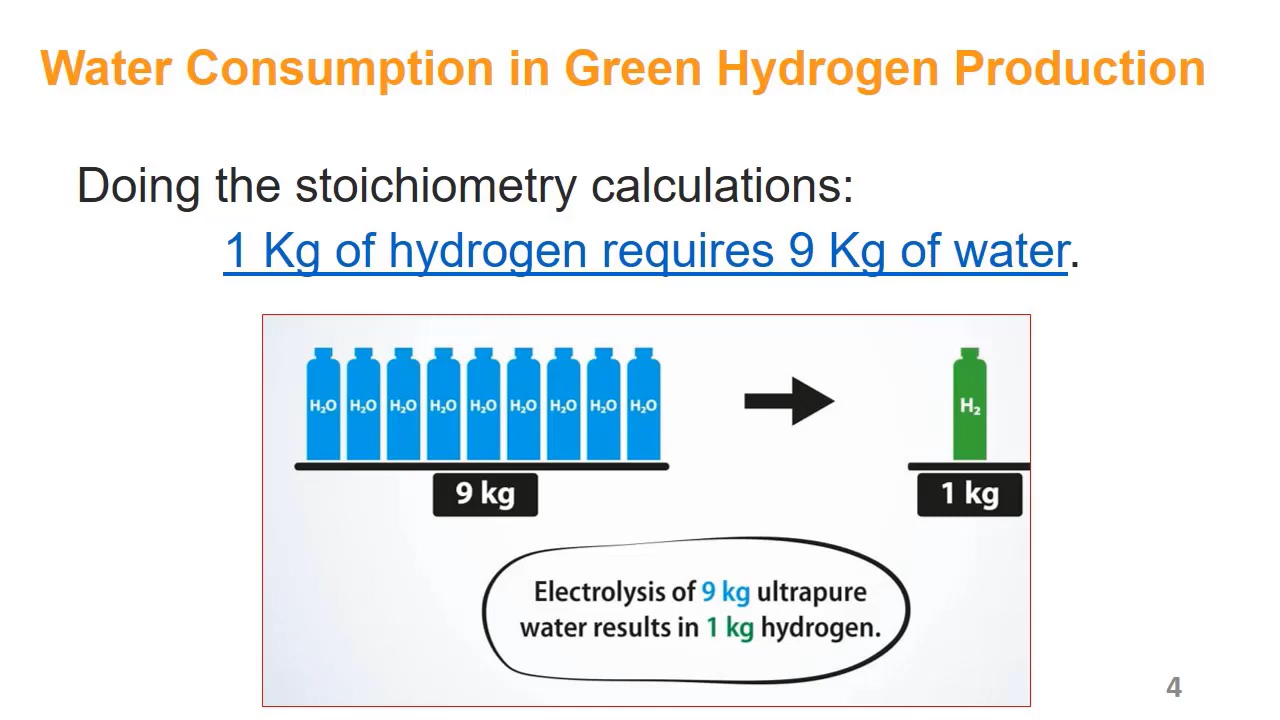 Water Consumption in Green Hydrogen Production
Doing the stoichiometry calculations:
1 Kg of hydrogen requires 9 Kg of water.
H₂O H₂O H₂O H₂O H₂O H₂O H₂O H₂O H₂O
H₂
9 kg
1 kg
Electrolysis of 9 kg ultrapure
water results in 1 kg hydrogen.
4